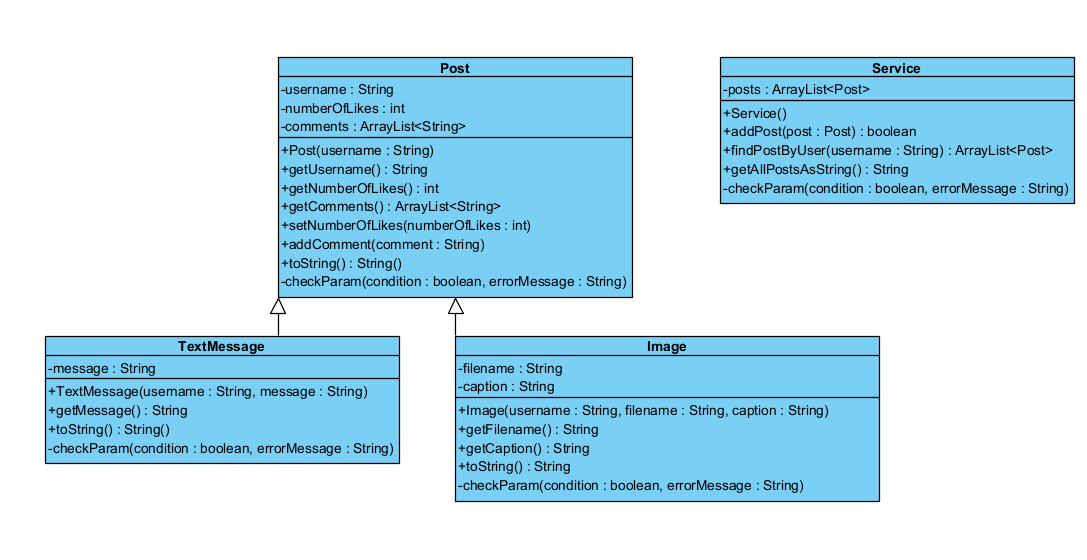 Post
-username : String
-numberOfLikes : int
-comments : ArrayList<String>
+Post(username : String)
+getUsername() : String
+getNumberOfLikes() : int
+getComments() : ArrayList<String>
+setNumberOfLikes(numberOfLikes : int)
+addComment(comment : String)
+toString() : String()
-checkParam(condition : boolean, errorMessage : String)
Service
-posts : ArrayList<Post>
+Service()
+addPost(post : Post) : boolean
+findPostByUser(username : String) : ArrayList<Post>
+getAllPostsAsString() : String
-checkParam(condition : boolean, errorMessage : String)
TextMessage
-message : String
+TextMessage(username : String, message : String)
+getMessage() : String
+toString() : String()
-checkParam(condition : boolean, errorMessage : String)
Image
-filename : String
-caption : String
+Image(username : String, filename : String, caption : String)
+getFilename() : String
+getCaption() : String
+toString() : String
-checkParam(condition : boolean, errorMessage : String)